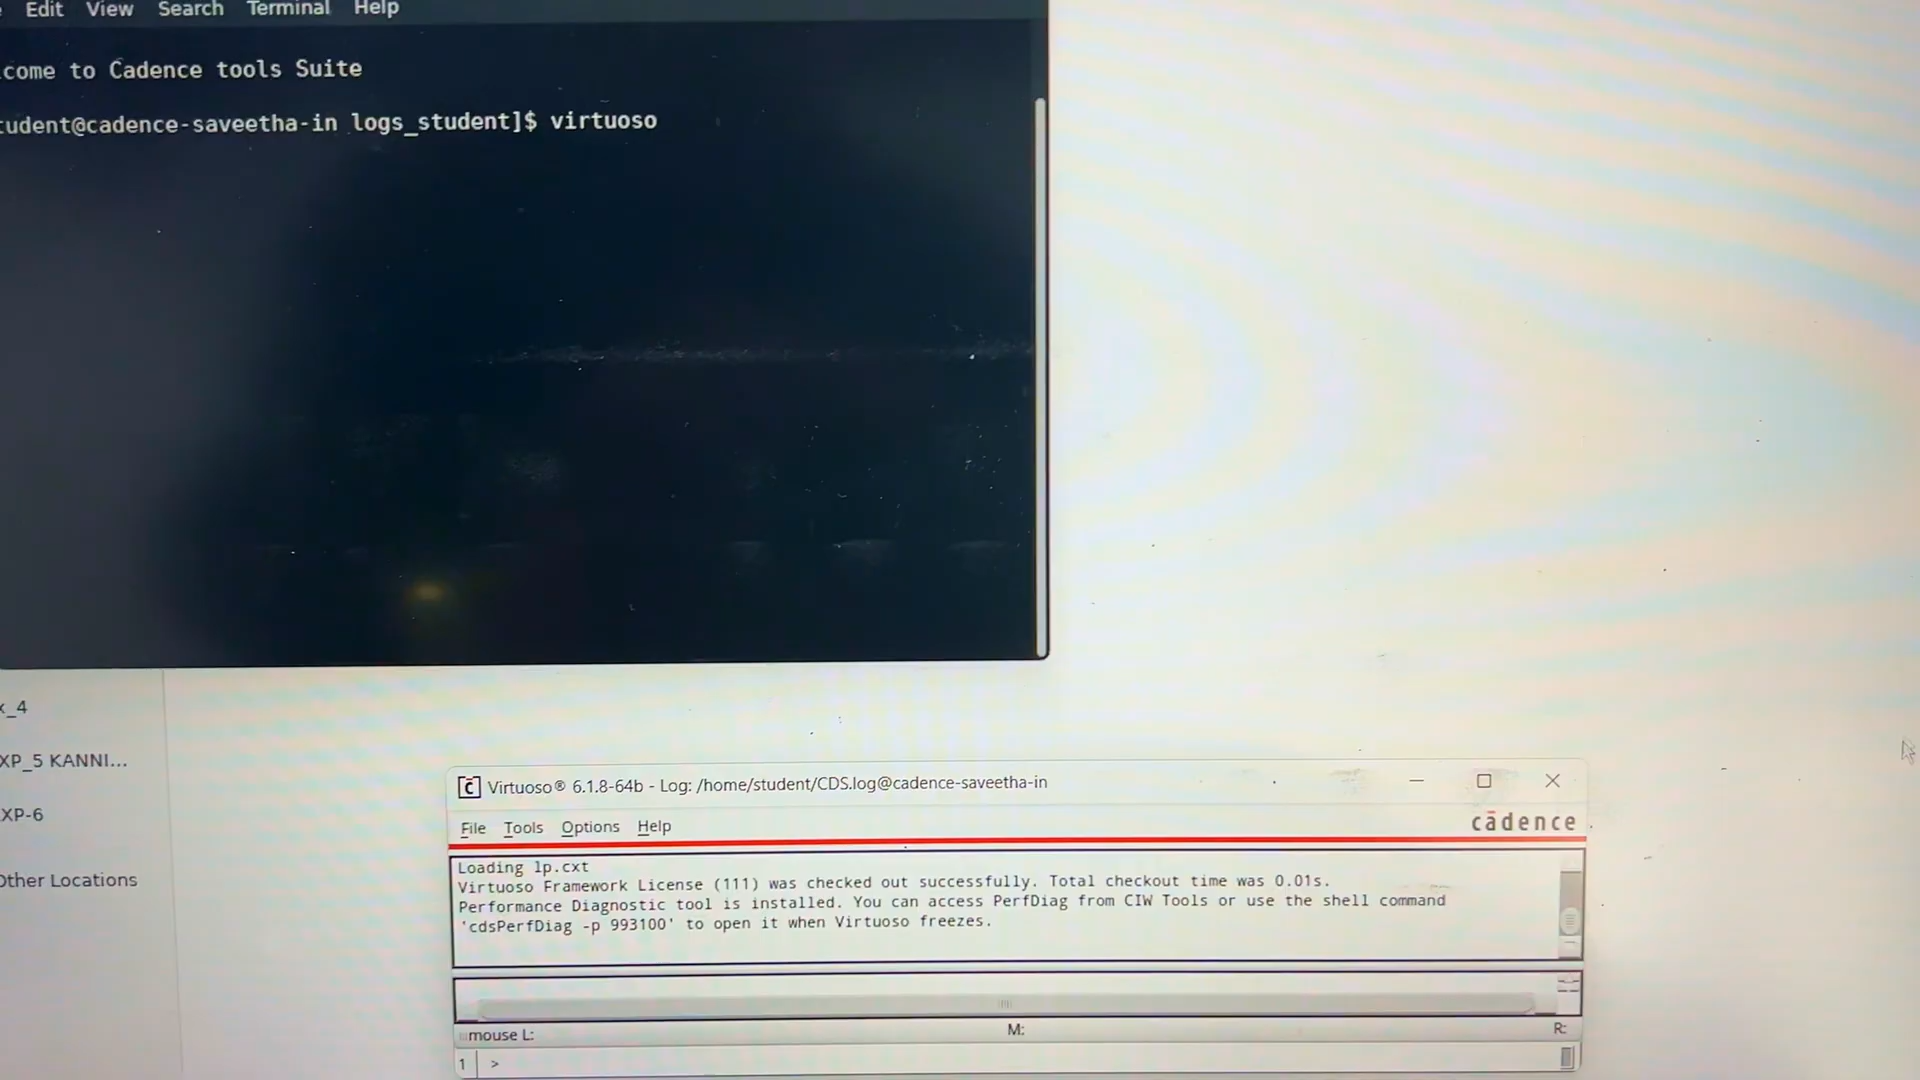 Edit View Search Terminal Help
come to Cadence tools Suite
tudent@cadence-saveetha-in logs_student]$ virtuoso
x_4
XP_5 KANNI...
XP-6
Other Locations
Virtuoso® 6.1.8-64b - Log: /home/student/CDS.log@cadence-saveetha-in
File Tools Options Help
cādence
Loading lp.cxt
Virtuoso Framework License (111) was checked out successfully. Total checkout time was 0.01s.
Performance Diagnostic tool is installed. You can access PerfDiag from CIW Tools or use the shell command
'cdsPerfDiag -p 993100' to open it when Virtuoso freezes.
mouse L: M: R:
1 >